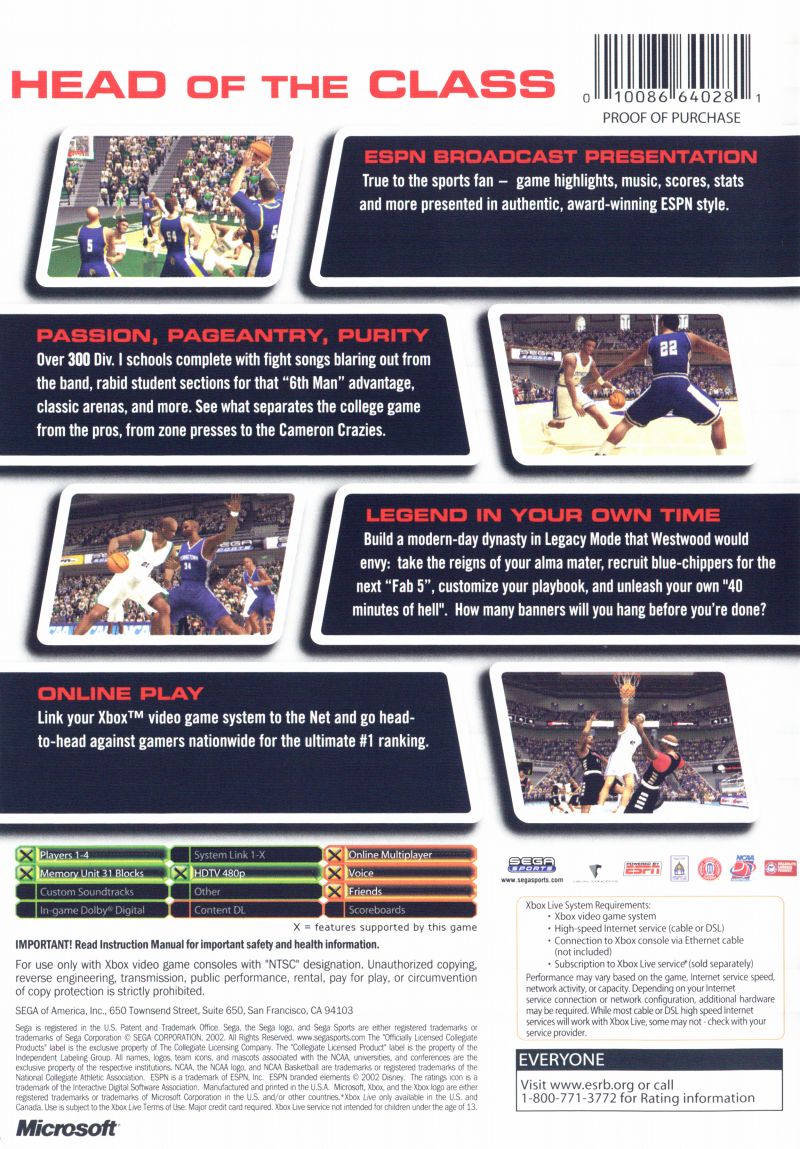 HEAD OF THE CLASS
0 10086 64028 1
PROOF OF PURCHASE
ESPN BROADCAST PRESENTATION
True to the sports fan – game highlights, music, scores, stats
and more presented in authentic, award-winning ESPN style.
5
54
5
PASSION, PAGEANTRY, PURITY
Over 300 Div. I schools complete with fight songs blaring out from
the band, rabid student sections for that “6th Man” advantage,
classic arenas, and more. See what separates the college game
from the pros, from zone presses to the Cameron Crazies.
SEGA
SPORTS
22
LEGEND IN YOUR OWN TIME
Build a modern-day dynasty in Legacy Mode that Westwood would
envy: take the reigns of your alma mater, recruit blue-chippers for the
next “Fab 5”, customize your playbook, and unleash your own "40
minutes of hell". How many banners will you hang before you're done?
34
ONLINE PLAY
Link your Xbox™ video game system to the Net and go head-
to-head against gamers nationwide for the ultimate #1 ranking.
X Players 1-4 System Link 1-X X Online Multiplayer
X Memory Unit 31 Blocks X HDTV 480p X Voice
Custom Soundtracks Other X Friends
In-game Dolby® Digital Content DL Scoreboards
X = features supported by this game
SEGA
SPORTS
www.segasports.com
POWERED BY
ESPN
NCAA
Xbox Live System Requirements:
• Xbox video game system
• High-speed Internet service (cable or DSL)
• Connection to Xbox console via Ethernet cable
(not included)
• Subscription to Xbox Live service* (sold separately)
Performance may vary based on the game, Internet service speed,
network activity, or capacity. Depending on your Internet
service connection or network configuration, additional hardware
may be required. While most cable or DSL high speed Internet
services will work with Xbox Live, some may not - check with your
service provider.
IMPORTANT! Read Instruction Manual for important safety and health information.
For use only with Xbox video game consoles with "NTSC" designation. Unauthorized copying,
reverse engineering, transmission, public performance, rental, pay for play, or circumvention
of copy protection is strictly prohibited.
SEGA of America, Inc., 650 Townsend Street, Suite 650, San Francisco, CA 94103
Sega is registered in the U.S. Patent and Trademark Office. Sega, the Sega logo, and Sega Sports are either registered trademarks or
trademarks of Sega Corporation © SEGA CORPORATION, 2002. All Rights Reserved. www.segasports.com The "Officially Licensed Collegiate
Products" label is the exclusive property of The Collegiate Licensing Company. The "Collegiate Licensed Product" label is the property of the
Independent Labeling Group. All names, logos, team icons, and mascots associated with the NCAA, universities, and conferences are the
exclusive property of the respective institutions. NCAA, the NCAA logo, and NCAA Basketball are trademarks or registered trademarks of the
National Collegiate Athletic Association. ESPN is a trademark of ESPN, Inc. ESPN branded elements © 2002 Disney. The ratings icon is a
trademark of the Interactive Digital Software Association. Manufactured and printed in the U.S.A. Microsoft, Xbox, and the Xbox logo are either
registered trademarks or trademarks of Microsoft Corporation in the U.S. and/or other countries.*Xbox Live only available in the U.S. and
Canada. Use is subject to the Xbox Live Terms of Use. Major credit card required. Xbox Live service not intended for children under the age of 13.
Microsoft
EVERYONE
Visit www.esrb.org or call
1-800-771-3772 for Rating information